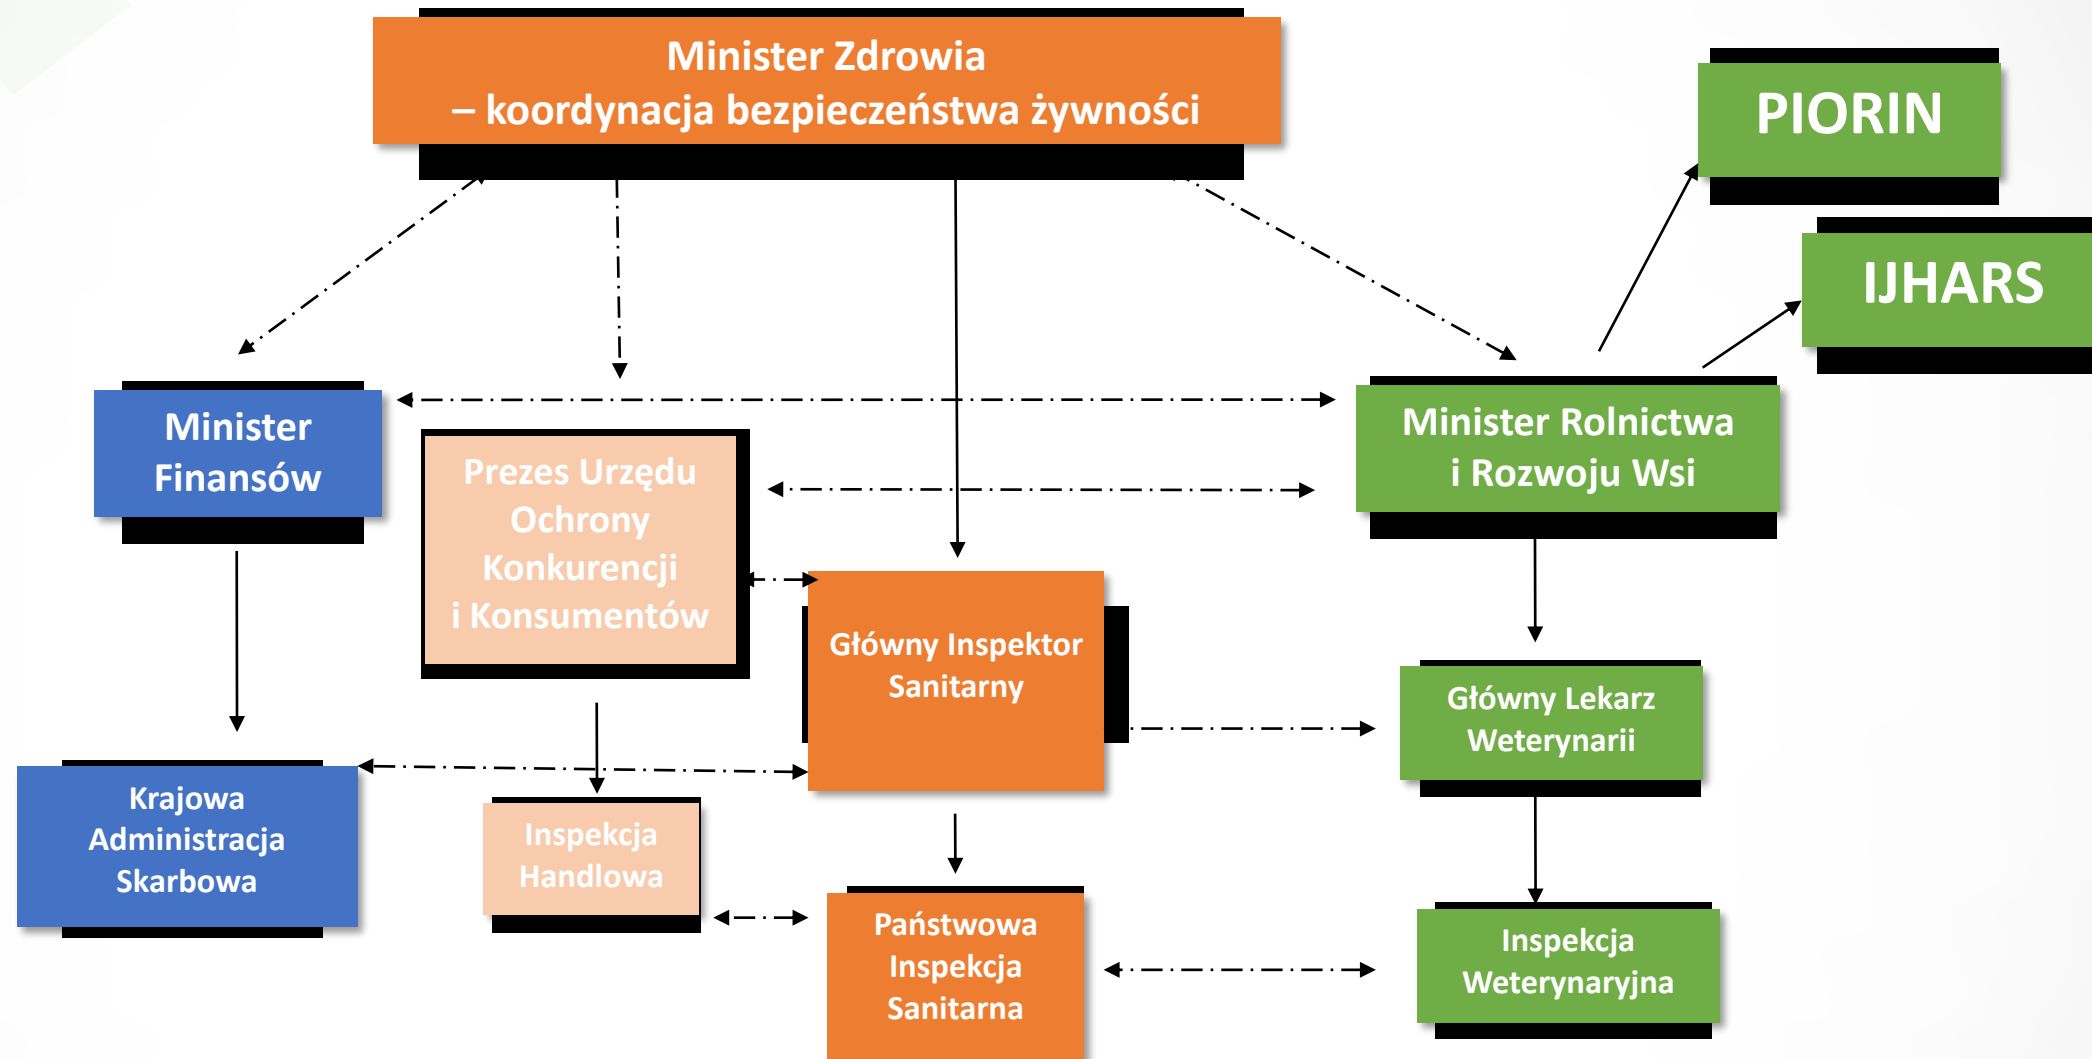 Minister Zdrowia
– koordynacja bezpieczeństwa żywności
PIORIN
IJHARS
Minister
Finansów
Prezes Urzędu
Ochrony
Konkurencji
i Konsumentów
Minister Rolnictwa
i Rozwoju Wsi
Główny Inspektor
Sanitarny
Główny Lekarz
Weterynarii
Krajowa
Administracja
Skarbowa
Inspekcja
Handlowa
Państwowa
Inspekcja
Sanitarna
Inspekcja
Weterynaryjna